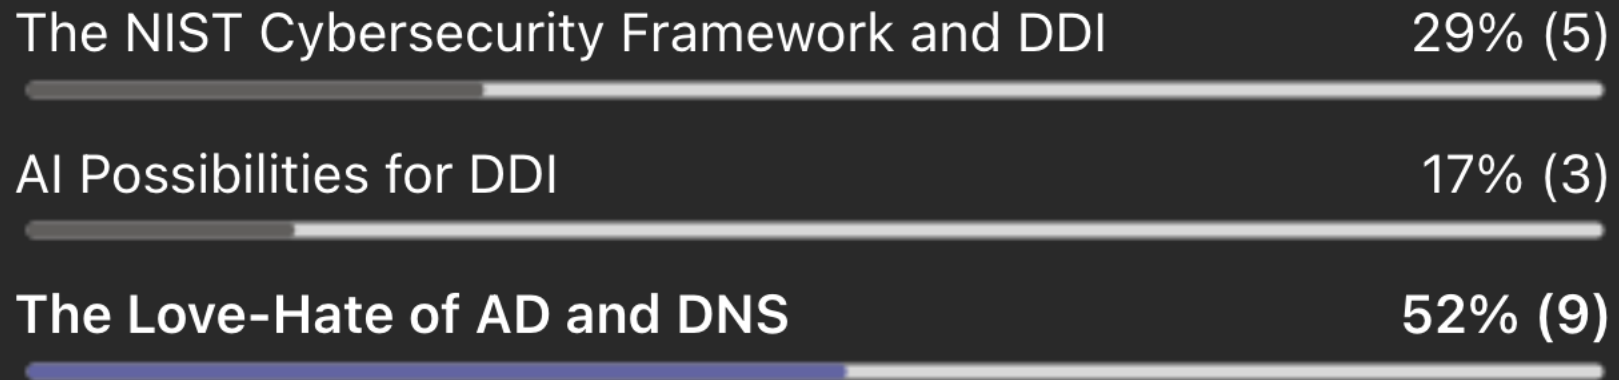 The NIST Cybersecurity Framework and DDI 29% (5)
AI Possibilities for DDI 17% (3)
The Love-Hate of AD and DNS 52% (9)